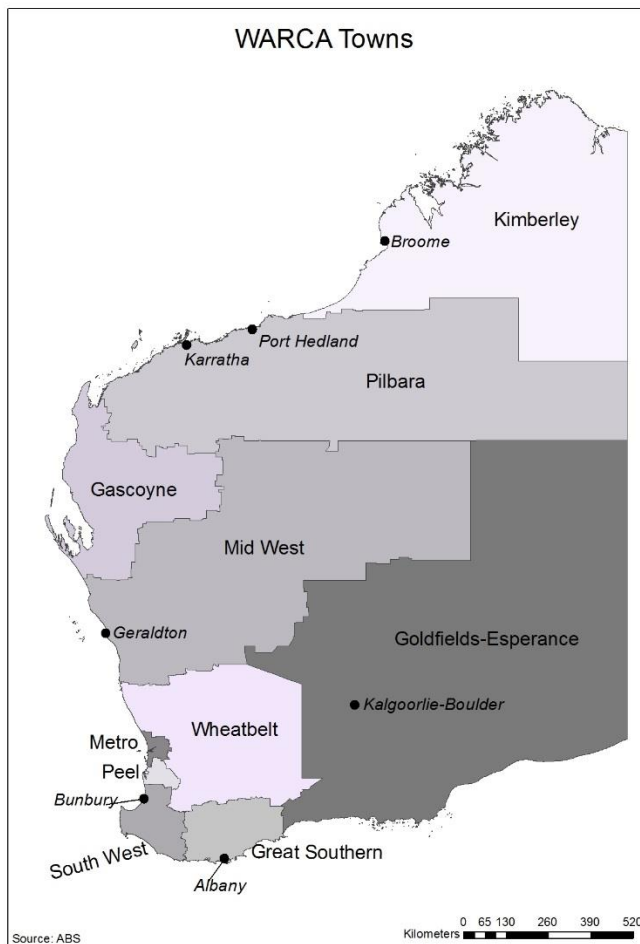 WARCA Towns
Kimberley
Broome
Port Hedland
Karratha
Pilbara
Gascoyne
Mid West
Geraldton
Goldfields-Esperance
Kalgoorlie-Boulder
Wheatbelt
Metro
Peel
Bunbury
South West
Great Southern
Albany
0 65 130 260 390 520
Kilometers
Source: ABS